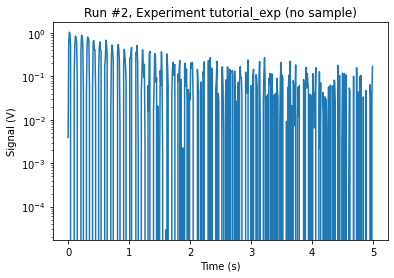 Run #2, Experiment tutorial_exp (no sample)
10⁰
10⁻¹
10⁻²
10⁻³
10⁻⁴
Signal (V)
0 1 2 3 4 5
Time (s)